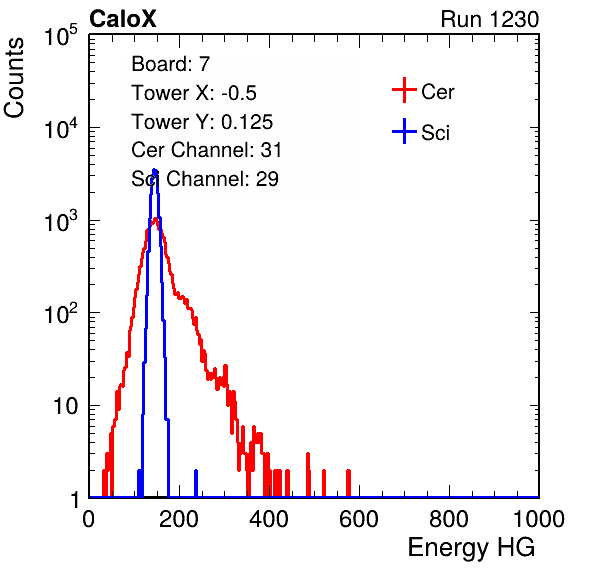 CaloX Run 1230
Counts
10^5
10^4
10^3
10^2
10
1
Board: 7
Tower X: -0.5
Tower Y: 0.125
Cer Channel: 31
Sci Channel: 29
Cer
Sci
0 200 400 600 800 1000
Energy HG